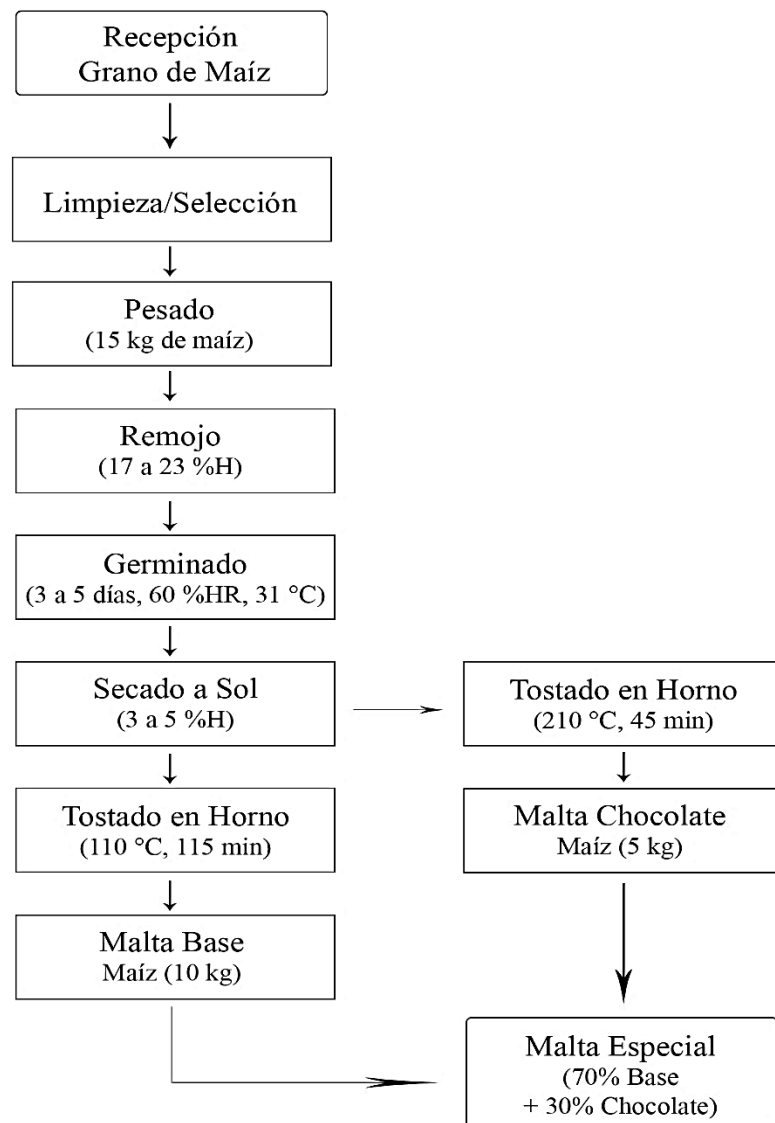 Recepción
Grano de Maíz
Limpieza/Selección
Pesado
(15 kg de maíz)
Remojo
(17 a 23 %H)
Germinado
(3 a 5 días, 60 %HR, 31 °C)
Secado a Sol
(3 a 5 %H)
Tostado en Horno
(110 °C, 115 min)
Malta Base
Maíz (10 kg)
Tostado en Horno
(210 °C, 45 min)
Malta Chocolate
Maíz (5 kg)
Malta Especial
(70% Base
+ 30% Chocolate)